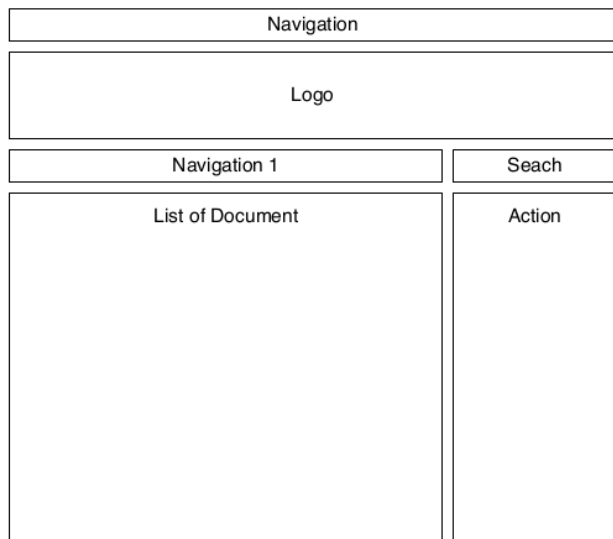 Navigation
Logo
Navigation 1
Seach
List of Document
Action